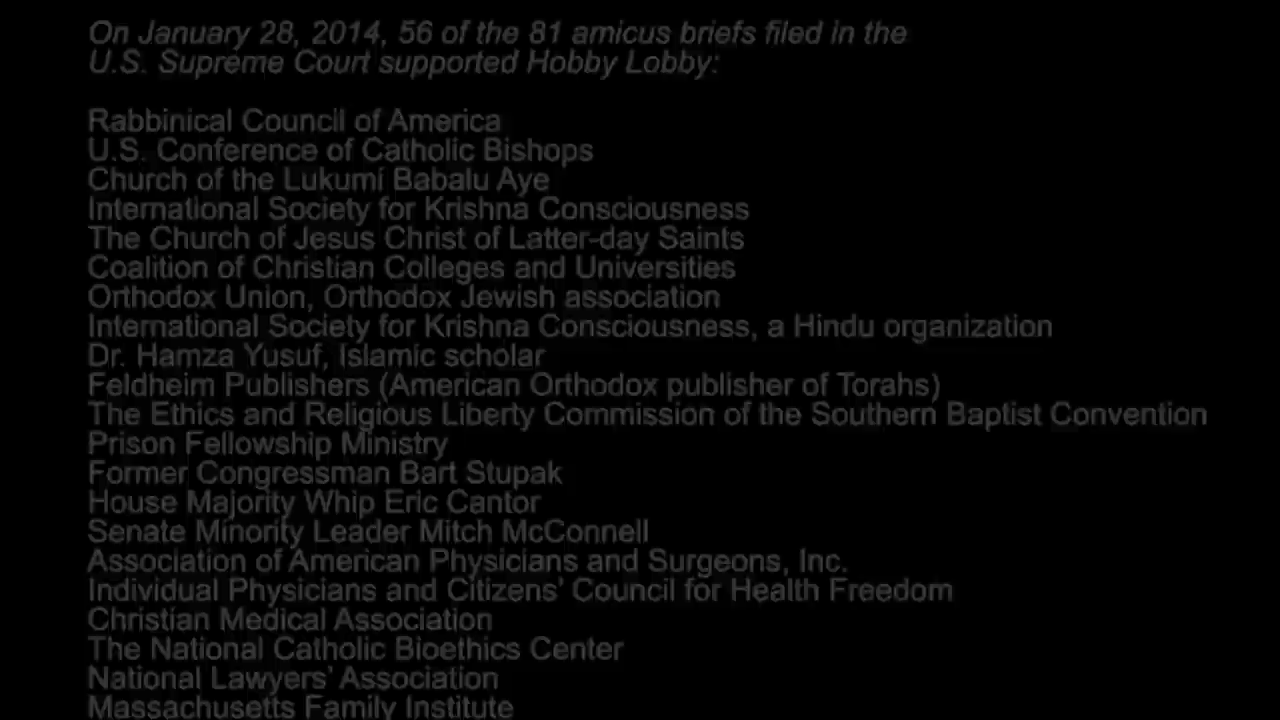 On January 28, 2014, 56 of the 81 amicus briefs filed in the
U.S. Supreme Court supported Hobby Lobby:
Rabbinical Council of America
U.S. Conference of Catholic Bishops
Church of the Lukumi Babalu Aye
International Society for Krishna Consciousness
The Church of Jesus Christ of Latter-day Saints
Coalition of Christian Colleges and Universities
Orthodox Union, Orthodox Jewish association
International Society for Krishna Consciousness, a Hindu organization
Dr. Hamza Yusuf, Islamic scholar
Feldheim Publishers (American Orthodox publisher of Torahs)
The Ethics and Religious Liberty Commission of the Southern Baptist Convention
Prison Fellowship Ministry
Former Congressman Bart Stupak
House Majority Whip Eric Cantor
Senate Minority Leader Mitch McConnell
Association of American Physicians and Surgeons, Inc.
Individual Physicians and Citizens' Council for Health Freedom
Christian Medical Association
The National Catholic Bioethics Center
National Lawyers' Association
Massachusetts Family Institute